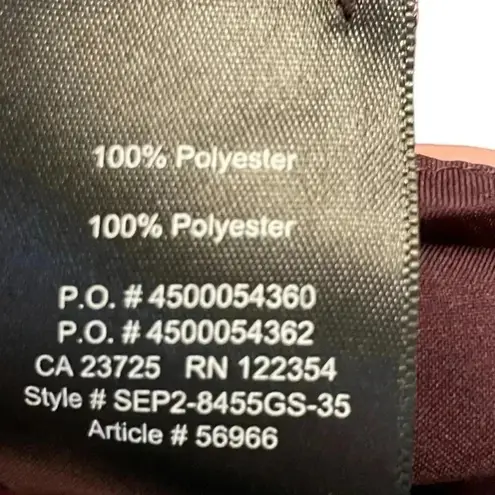 100% Polyester
100% Polyester
P.O. # 4500054360
P.O. # 4500054362
CA 23725 RN 122354
Style # SEP2-8455GS-35
Article # 56966